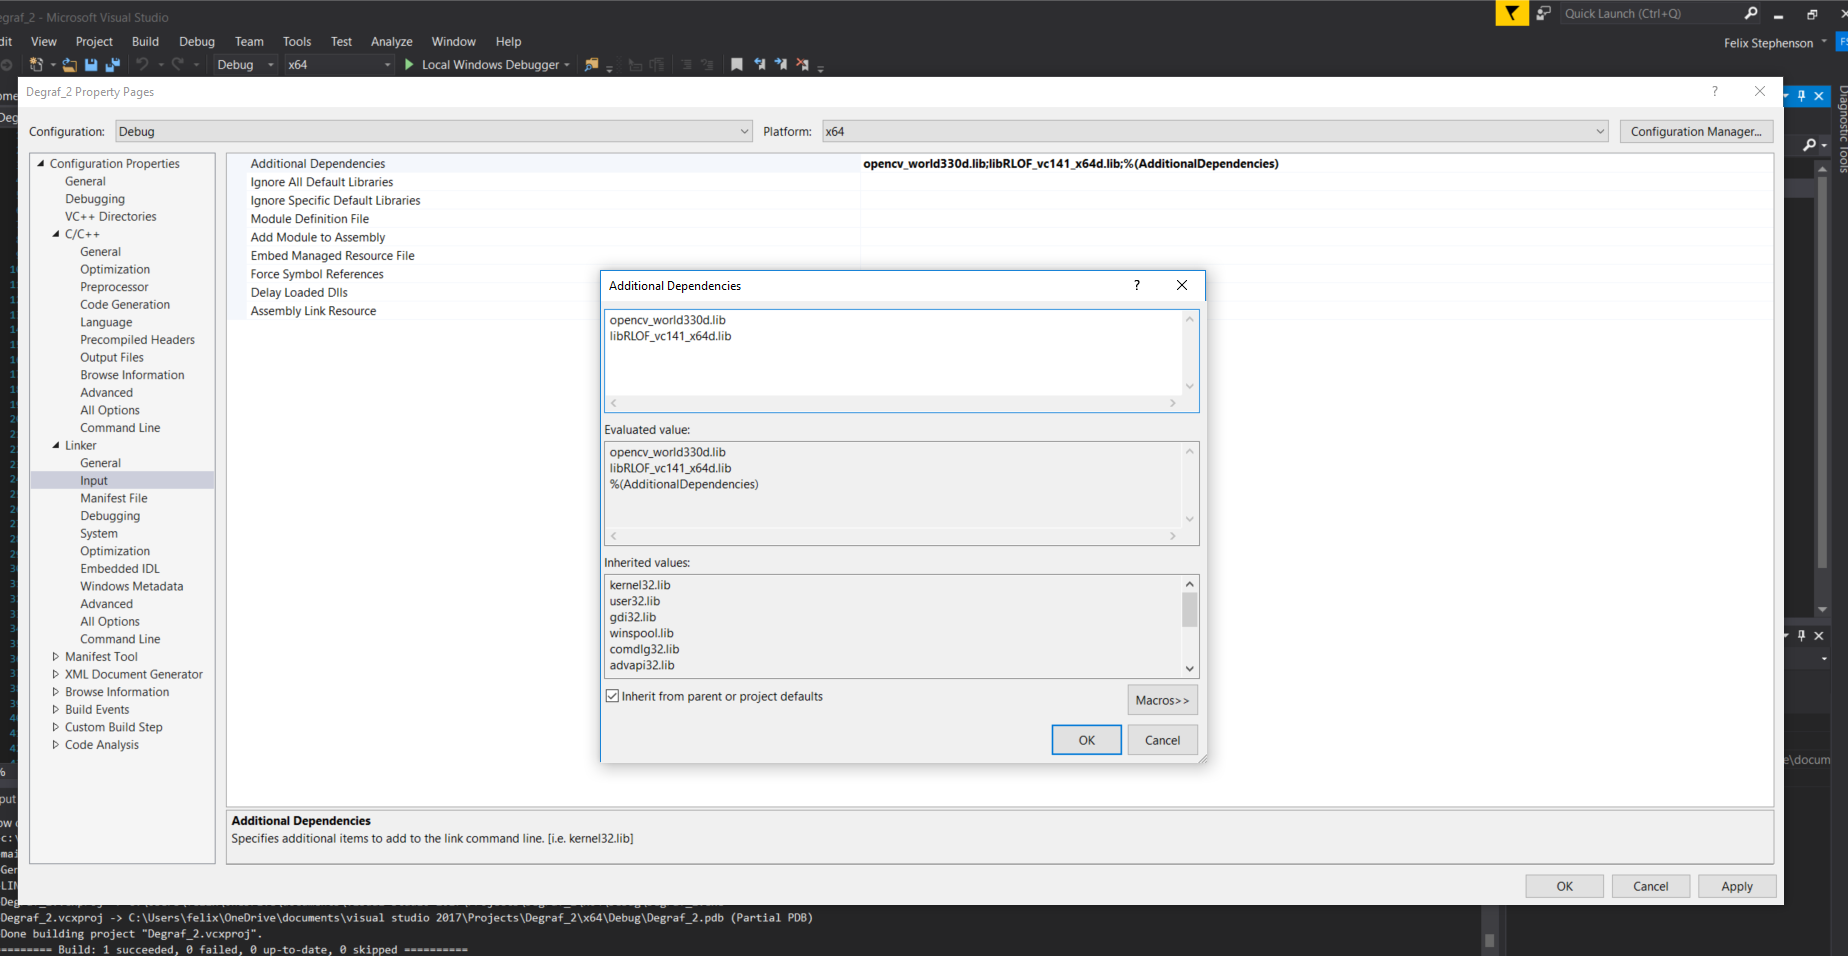 egraf_2 - Microsoft Visual Studio
Quick Launch (Ctrl+Q)
dit View Project Build Debug Team Tools Test Analyze Window Help
Felix Stephenson
FS
Debug x64 Local Windows Debugger
Degraf_2 Property Pages
?
Diagnostic Tools
Configuration: Debug
Platform: x64
Configuration Manager...
Configuration Properties
General
Debugging
VC++ Directories
C/C++
General
Optimization
Preprocessor
Code Generation
Language
Precompiled Headers
Output Files
Browse Information
Advanced
All Options
Command Line
Linker
General
Input
Manifest File
Debugging
System
Optimization
Embedded IDL
Windows Metadata
Advanced
All Options
Command Line
Manifest Tool
XML Document Generator
Browse Information
Build Events
Custom Build Step
Code Analysis
Additional Dependencies opencv_world330d.lib;libRLOF_vc141_x64d.lib;%(AdditionalDependencies)
Ignore All Default Libraries
Ignore Specific Default Libraries
Module Definition File
Add Module to Assembly
Embed Managed Resource File
Force Symbol References
Delay Loaded Dlls
Assembly Link Resource
Additional Dependencies
?
opencv_world330d.lib
libRLOF_vc141_x64d.lib
Evaluated value:
opencv_world330d.lib
libRLOF_vc141_x64d.lib
%(AdditionalDependencies)
Inherited values:
kernel32.lib
user32.lib
gdi32.lib
winspool.lib
comdlg32.lib
advapi32.lib
Inherit from parent or project defaults
Macros>>
OK Cancel
e\docum
Additional Dependencies
Specifies additional items to add to the link command line. [i.e. kernel32.lib]
OK Cancel Apply
Degraf_2.vcxproj -> C:\Users\felix\OneDrive\documents\visual studio 2017\Projects\Degraf_2\x64\Debug\Degraf_2.pdb (Partial PDB)
Done building project "Degraf_2.vcxproj".
======== Build: 1 succeeded, 0 failed, 0 up-to-date, 0 skipped ==========